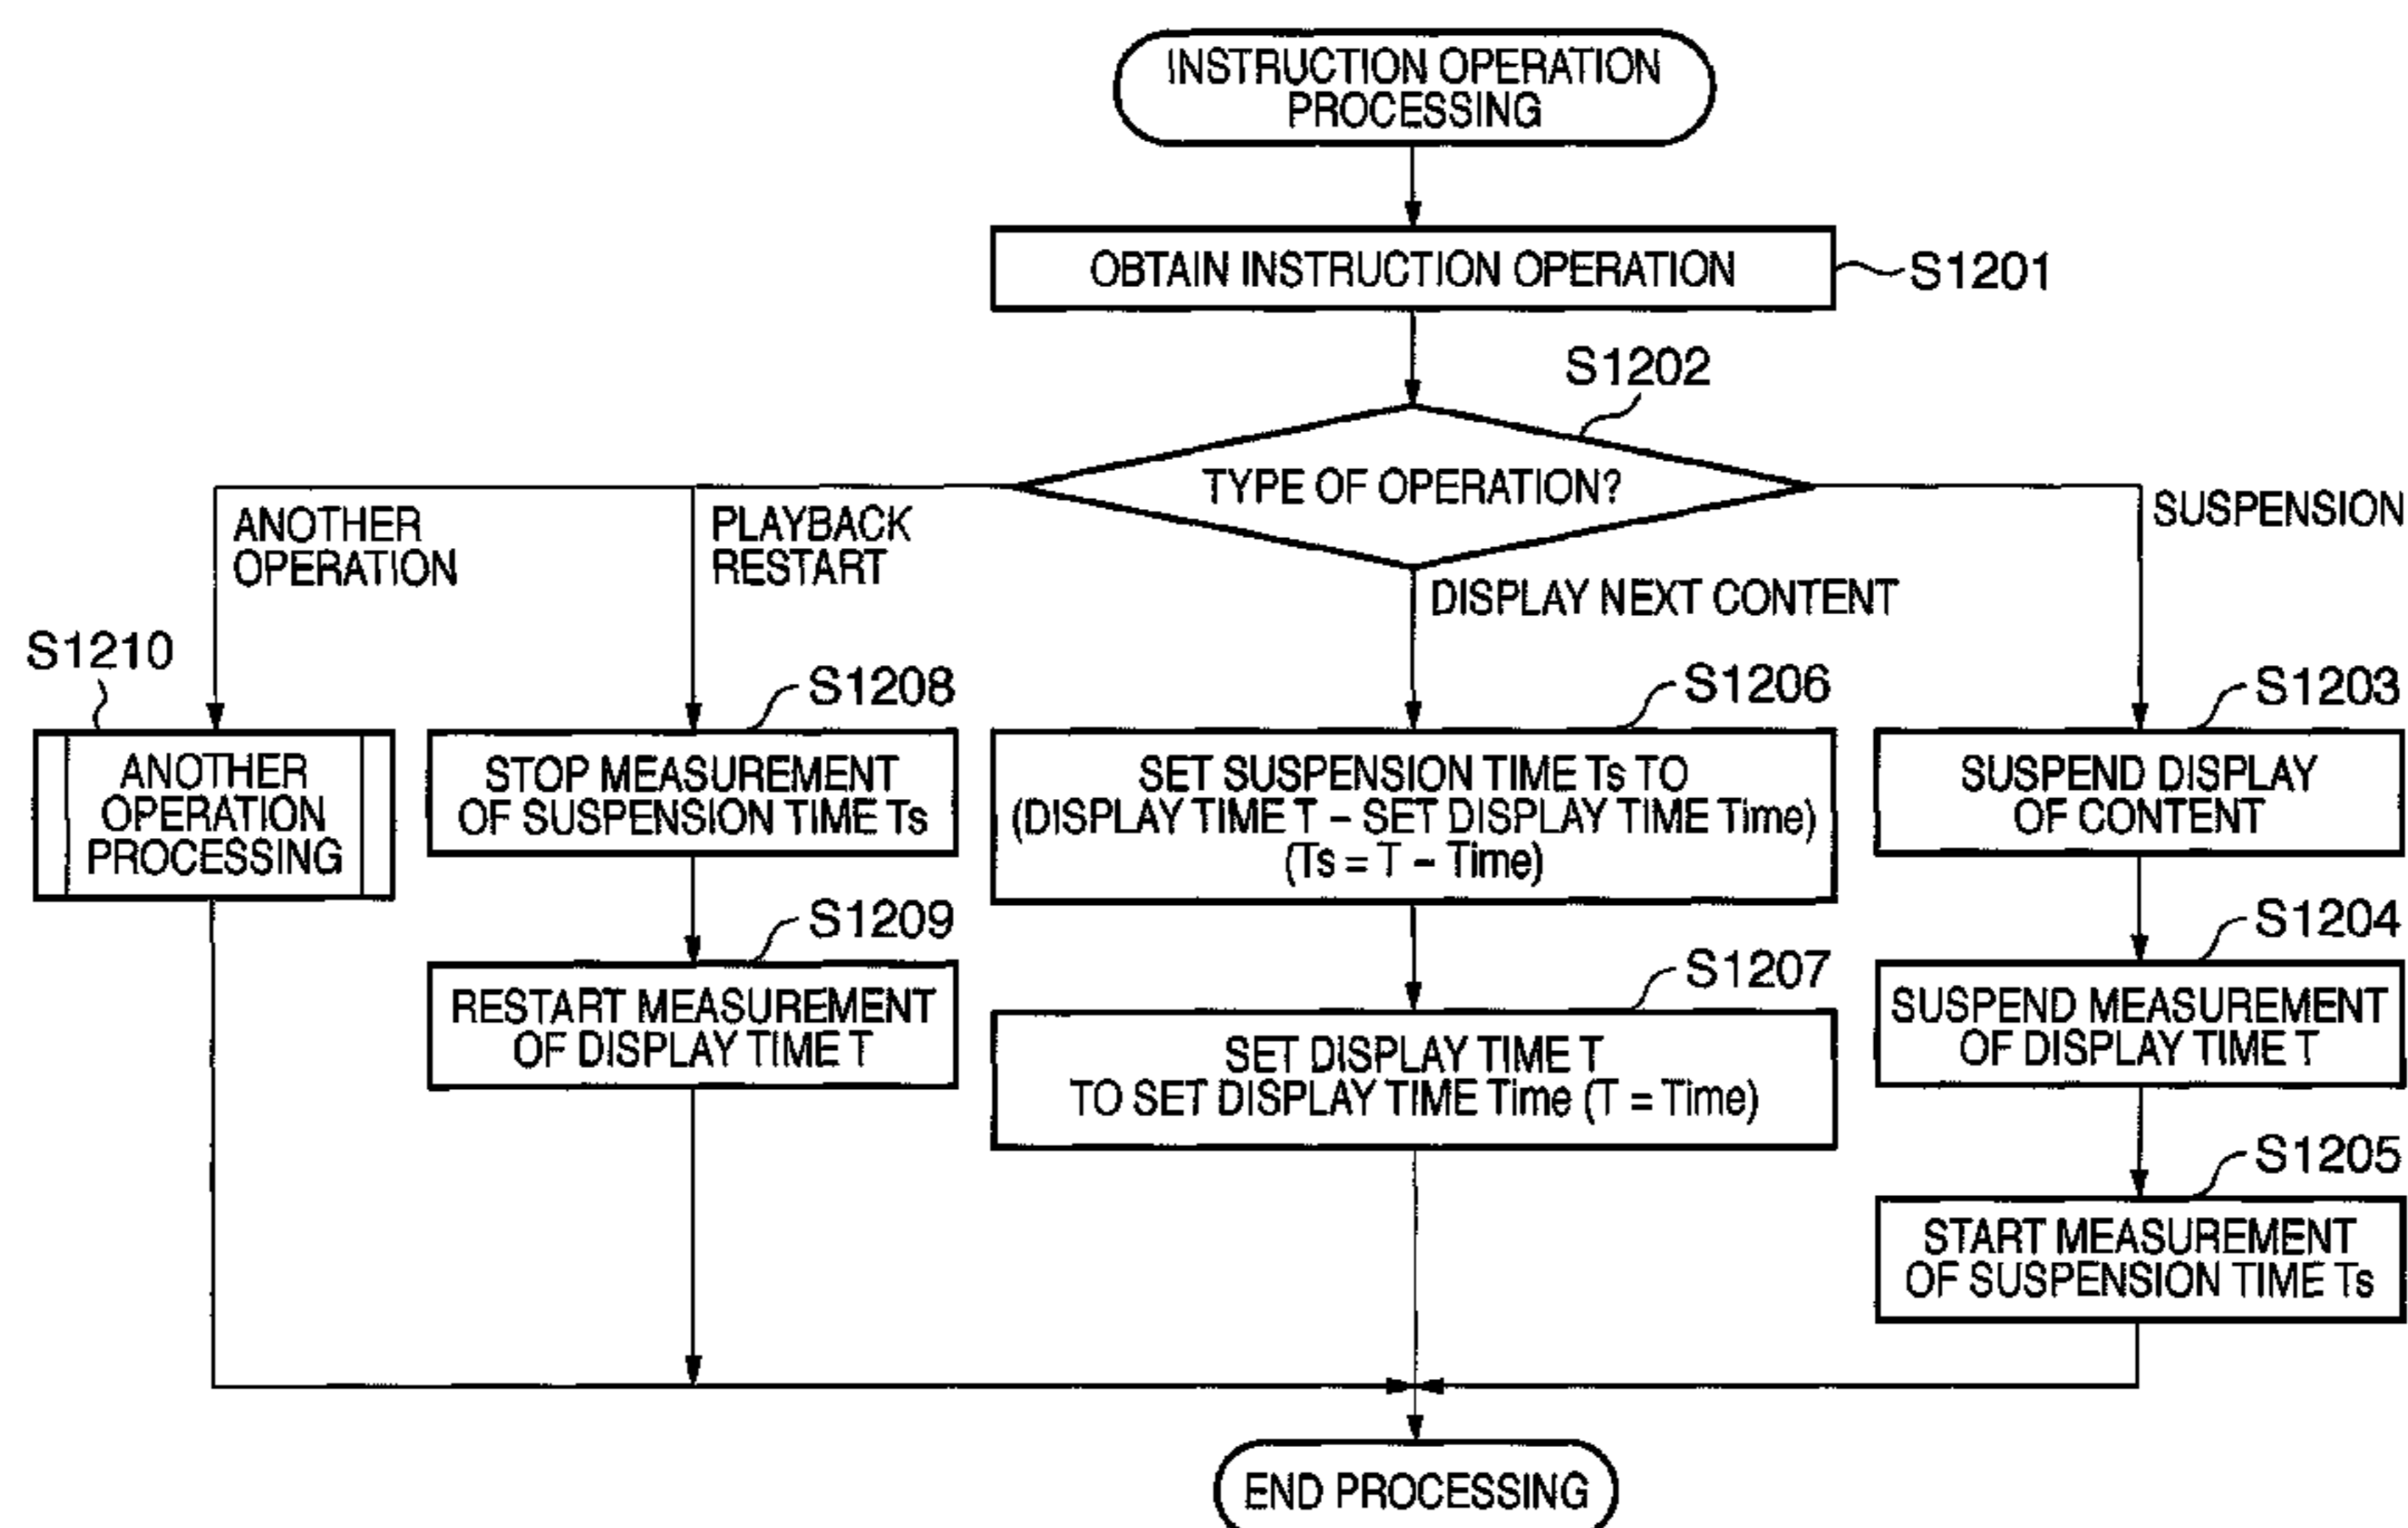 INSTRUCTION OPERATION
PROCESSING
OBTAIN INSTRUCTION OPERATION
S1201
S1202
TYPE OF OPERATION?
ANOTHER
OPERATION
PLAYBACK
RESTART
DISPLAY NEXT CONTENT
SUSPENSION
S1210
ANOTHER
OPERATION
PROCESSING
S1208
STOP MEASUREMENT
OF SUSPENSION TIME Ts
S1209
RESTART MEASUREMENT
OF DISPLAY TIME T
S1206
SET SUSPENSION TIME Ts TO
(DISPLAY TIME T – SET DISPLAY TIME Time)
(Ts = T – Time)
S1207
SET DISPLAY TIME T
TO SET DISPLAY TIME Time (T = Time)
S1203
SUSPEND DISPLAY
OF CONTENT
S1204
SUSPEND MEASUREMENT
OF DISPLAY TIME T
S1205
START MEASUREMENT
OF SUSPENSION TIME Ts
END PROCESSING